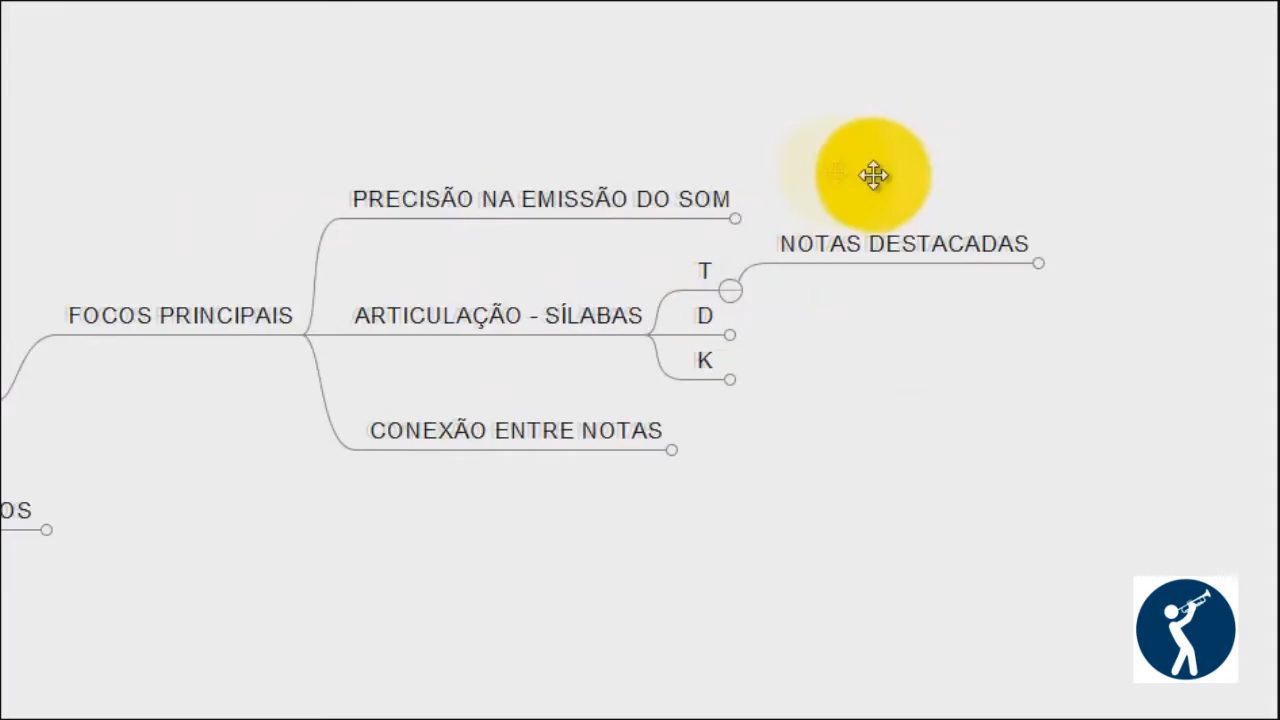 PRECISÃO NA EMISSÃO DO SOM
NOTAS DESTACADAS
T
FOCOS PRINCIPAIS
ARTICULAÇÃO - SÍLABAS
D
K
CONEXÃO ENTRE NOTAS
OS